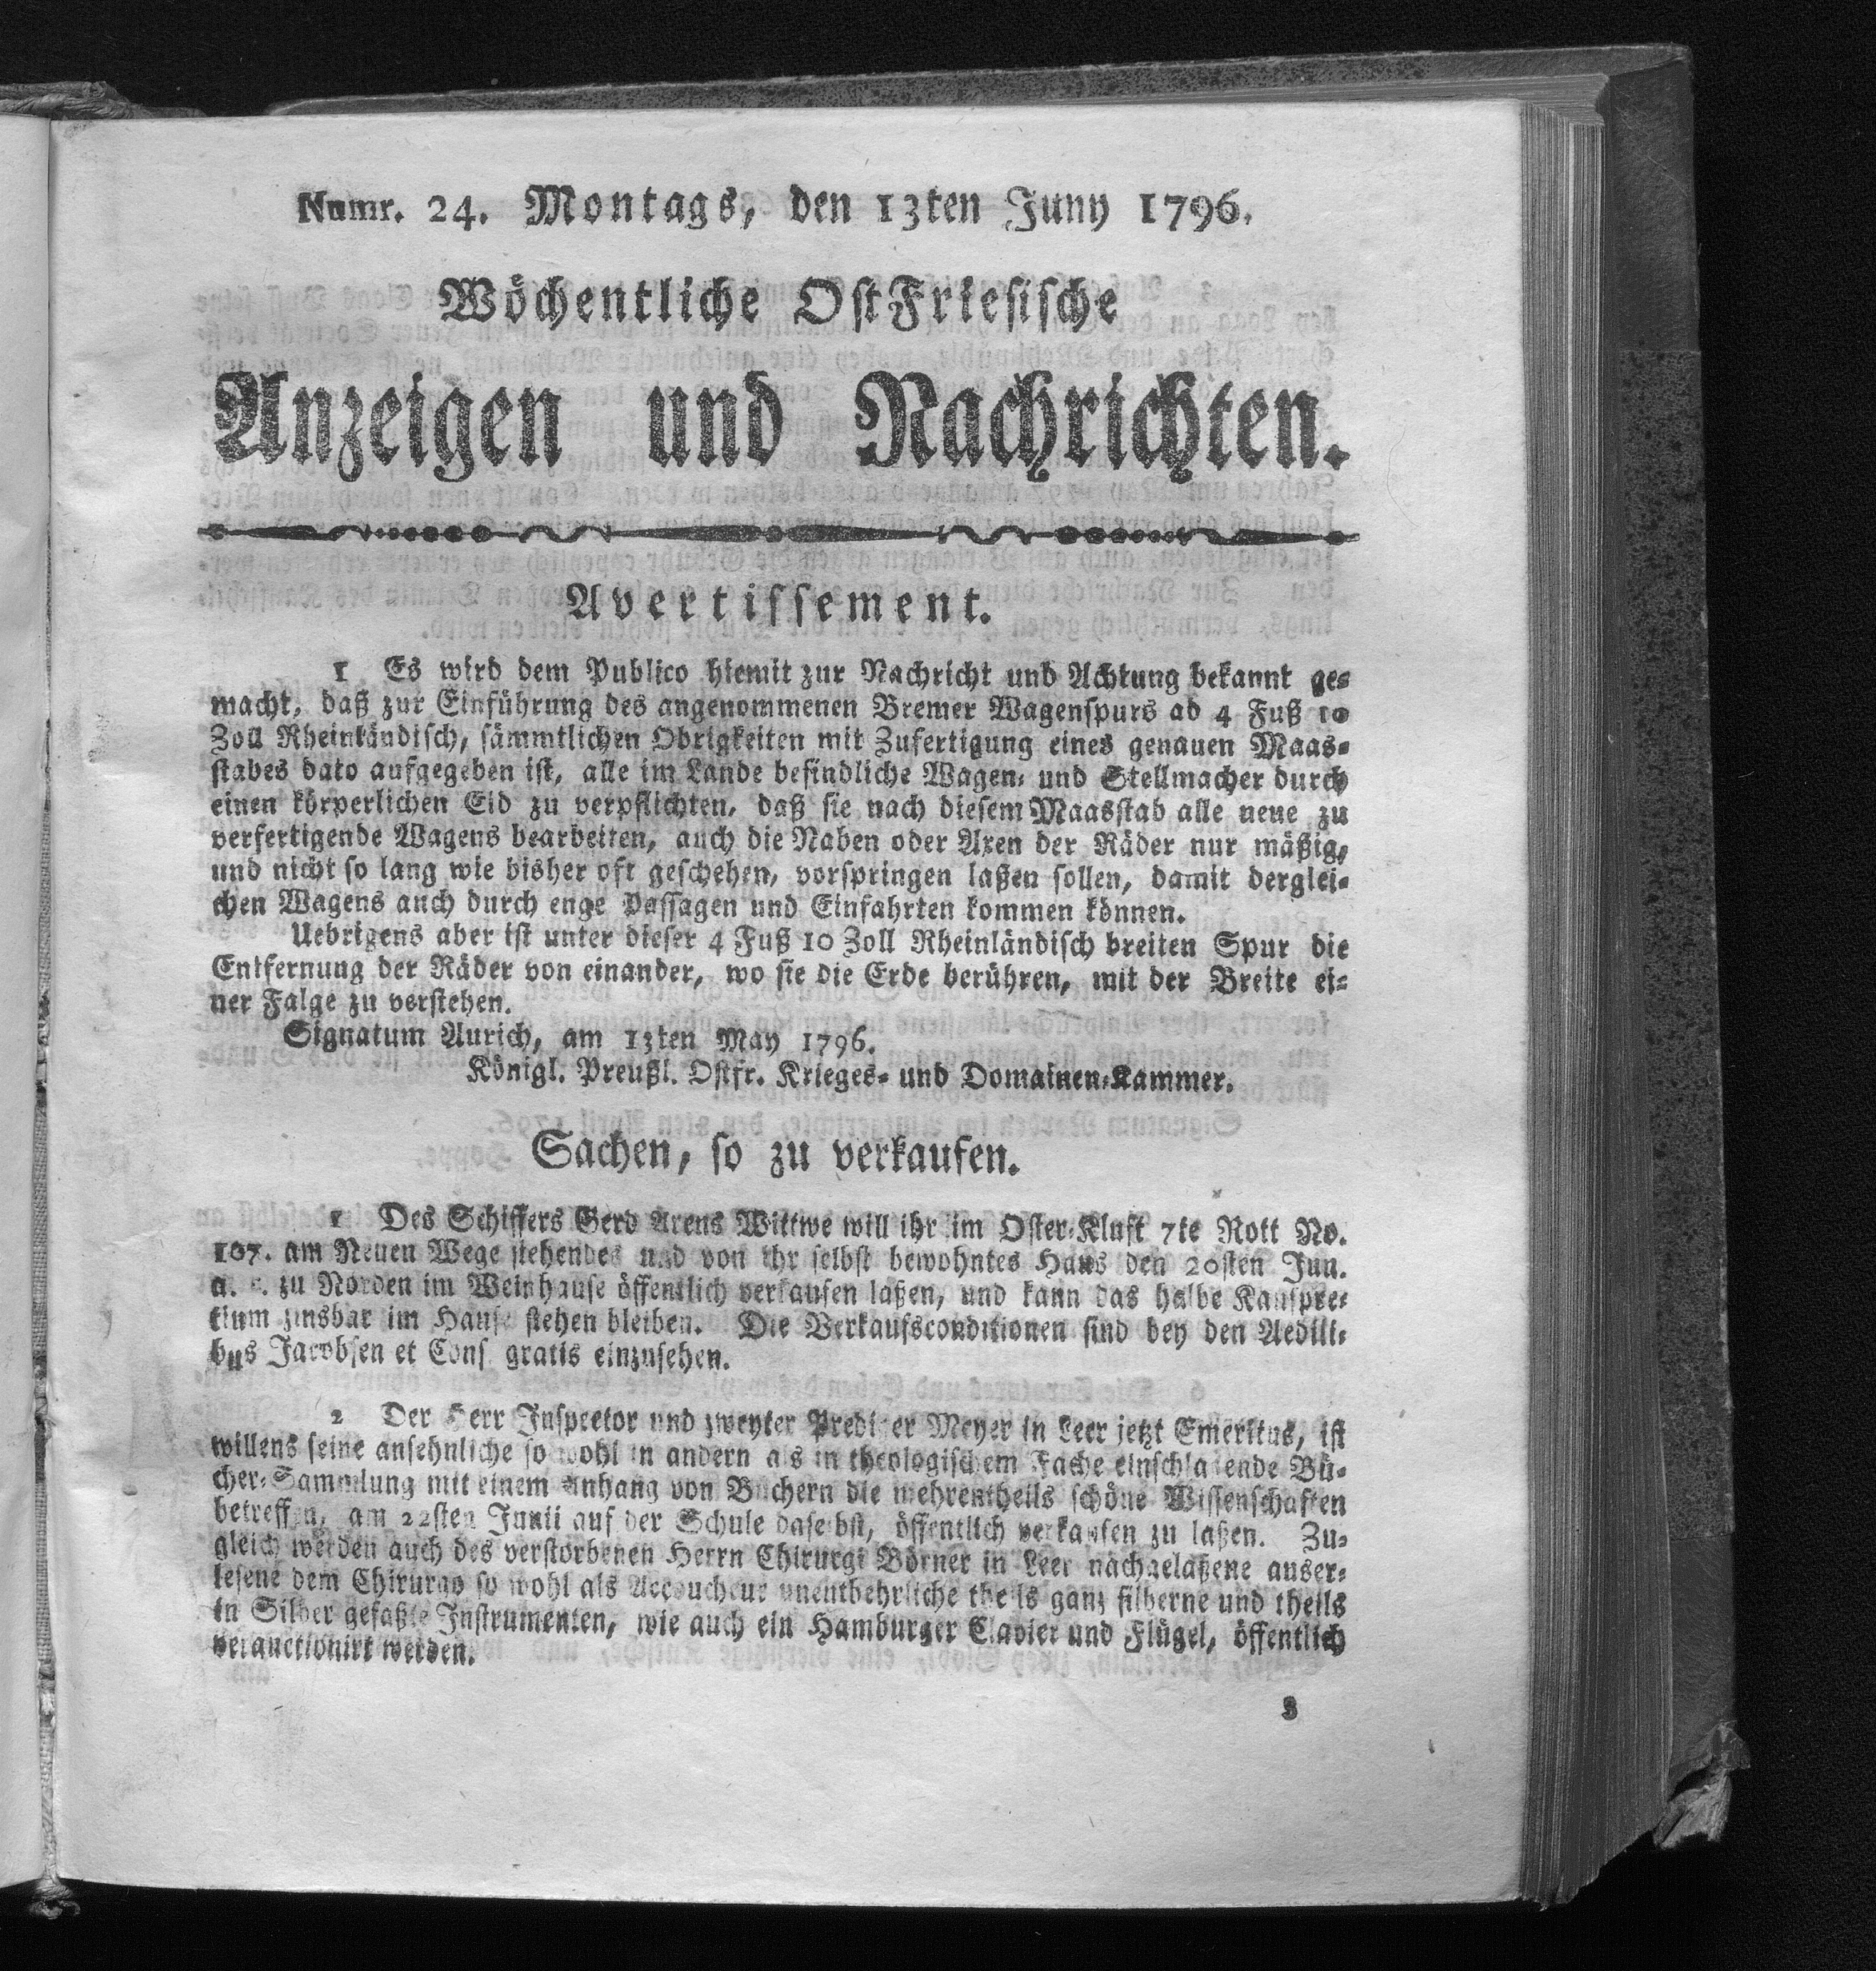 Numr. 24. Montags, den 13ten Juny 1796.
Wöchentliche OstFriesische
Anzeigen und Nachrichten.
Avertissement.
1 Es wird dem Publico hiemit zur Nachricht und Achtung bekannt ge=
macht, daß zur Einführung des angenommenen Bremer Wagenspurs ad 4 Fuß 10
Zoll Rheinländisch, sämmtlichen Obrigkeiten mit Zufertigung eines genauen Maas=
stabes dato aufgegeben ist, alle im Lande befindliche Wagen= und Stellmacher durch
einen körperlichen Eid zu verpflichten, daß sie nach diesem Maasstab alle neue zu
verfertigende Wagens bearbeiten, auch die Naben oder Axen der Räder nur mäßig,
und nicht so lang wie bisher oft geschehen, vorspringen laßen sollen, damit derglei=
chen Wagens auch durch enge Passagen und Einfahrten kommen können.
Uebrigens aber ist unter dieser 4 Fuß 10 Zoll Rheinländisch breiten Spur die
Entfernung der Räder von einander, wo sie die Erde berühren, mit der Breite ei=
ner Falge zu verstehen.
Signatum Aurich, am 13ten May 1796.
Königl. Preußl. Ostfr. Krieges= und Domainen=Kammer.
Sachen, so zu verkaufen.
1 Des Schiffers Gerd Arens Wittwe will ihr im Oster=Kluft 7te Rott No.
107. am Neuen Wege stehendes und von ihr selbst bewohntes Haus den 20sten Jun.
a. c. zu Norden im Weinhause öffentlich verkaufen laßen, und kann das halbe Kaufpre=
tium zinsbar im Hause stehen bleiben. Die Verkaufsconditionen sind bey den Aedili=
bus Jacobsen et Cons. gratis einzusehen.
2 Der Herr Inspector und zweyter Prediger Meyer in Leer jetzt Emeritus, ist
willens seine ansehnliche so wohl in andern als in theologischem Fache einschlagende Bü=
cher=Sammlung mit einem Anhang von Büchern die mehrentheils schöne Wissenschaften
betreffen, am 22sten Junii auf der Schule daselbst, öffentlich verkaufen zu laßen. Zu=
gleich werden auch des verstorbenen Herrn Chirurgi Börner in Leer nachgelaßene auser=
lesene dem Chirurgo so wohl als Accoucheur unentbehrliche theils ganz silberne und theils
in Silber gefaßte Instrumenten, wie auch ein Hamburger Clavier und Flügel, öffentlich
verauctionirt werden.
3